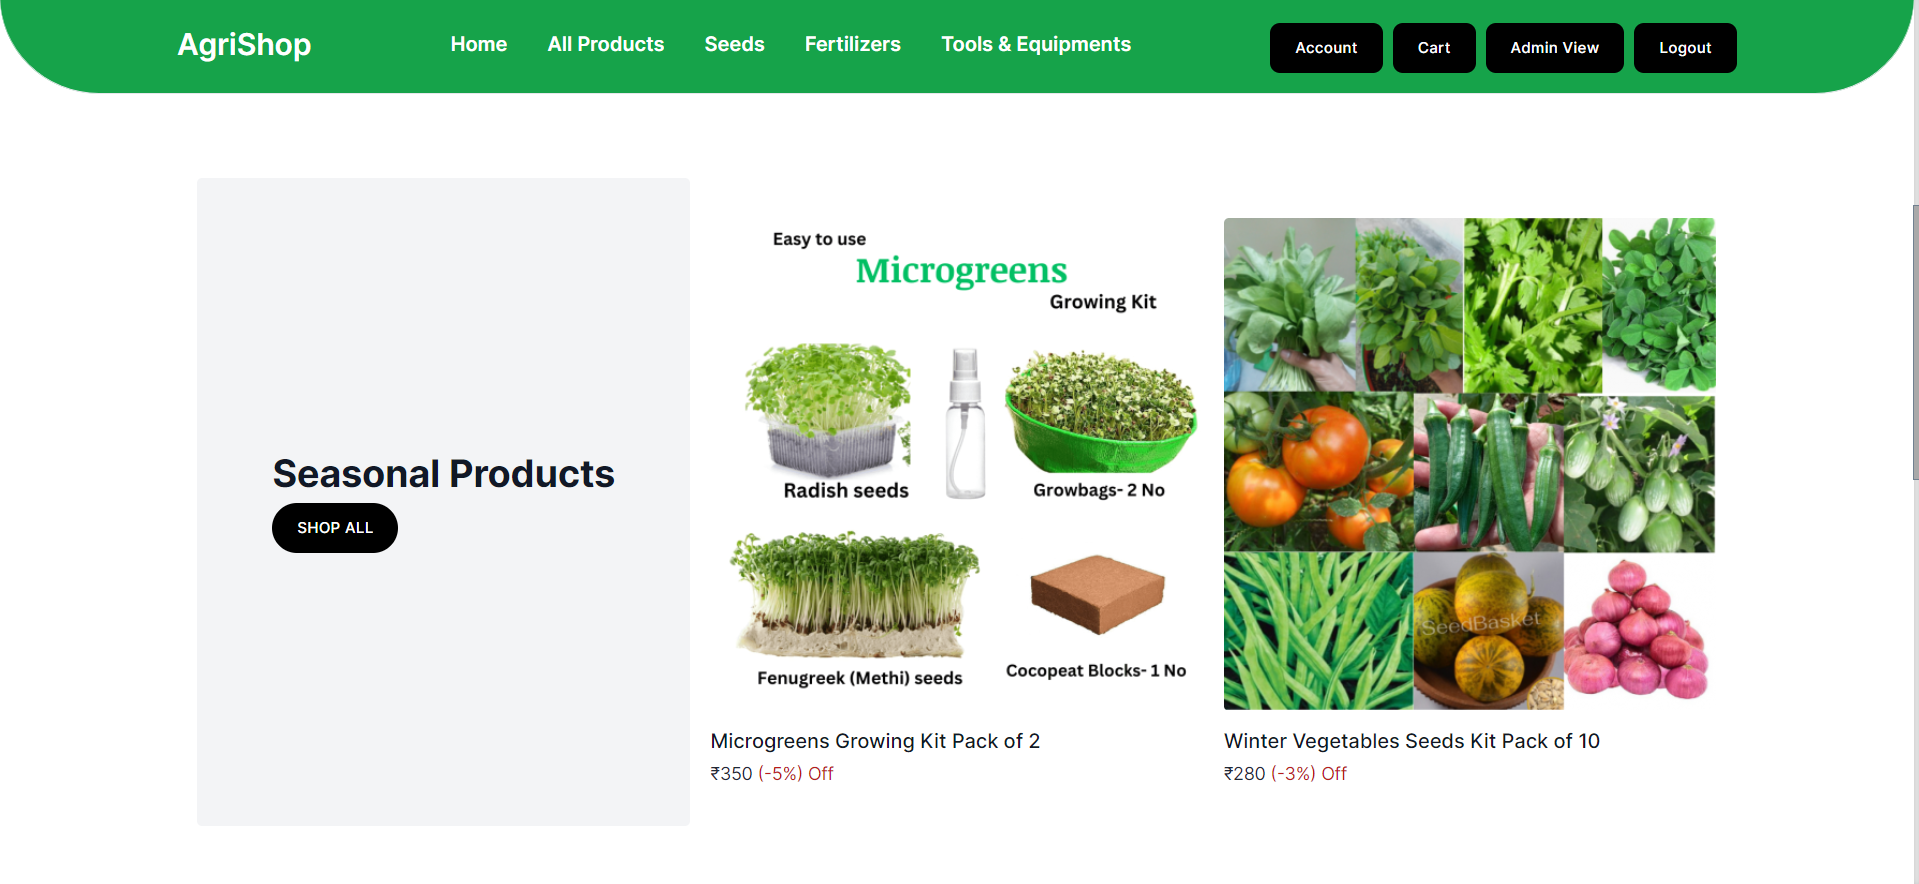 AgriShop
Home
All Products
Seeds
Fertilizers
Tools & Equipments
Account
Cart
Admin View
Logout
Seasonal Products
SHOP ALL
Easy to use
Microgreens
Growing Kit
Radish seeds
Growbags- 2 No
Fenugreek (Methi) seeds
Cocopeat Blocks- 1 No
Microgreens Growing Kit Pack of 2
₹350 (-5%) Off
SeedBasket
Winter Vegetables Seeds Kit Pack of 10
₹280 (-3%) Off